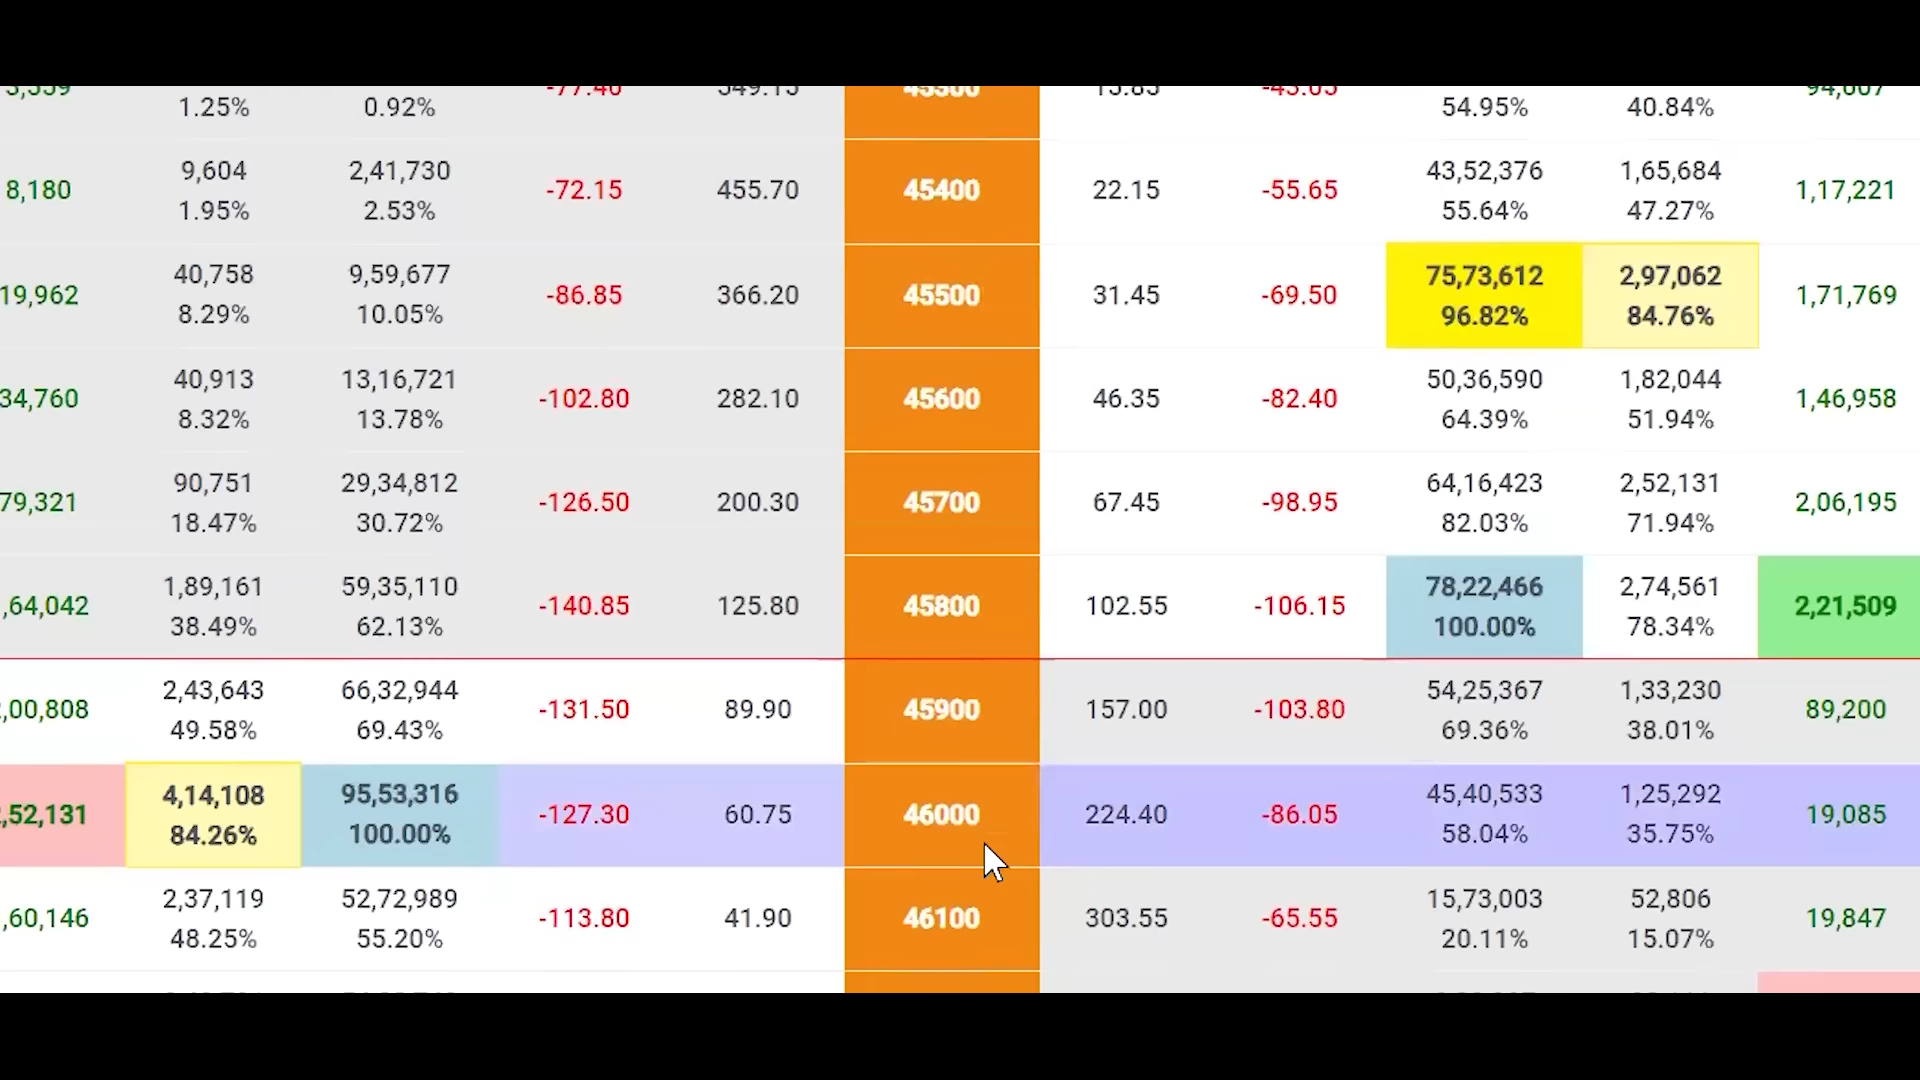 1.25% 0.92% 54.95% 40.84%
9,604 2,41,730 43,52,376 1,65,684
8,180 -72.15 455.70 45400 22.15 -55.65 1,17,221
1.95% 2.53% 55.64% 47.27%
40,758 9,59,677 75,73,612 2,97,062
19,962 -86.85 366.20 45500 31.45 -69.50 1,71,769
8.29% 10.05% 96.82% 84.76%
40,913 13,16,721 50,36,590 1,82,044
34,760 -102.80 282.10 45600 46.35 -82.40 1,46,958
8.32% 13.78% 64.39% 51.94%
90,751 29,34,812 64,16,423 2,52,131
79,321 -126.50 200.30 45700 67.45 -98.95 2,06,195
18.47% 30.72% 82.03% 71.94%
1,89,161 59,35,110 78,22,466 2,74,561
,64,042 -140.85 125.80 45800 102.55 -106.15 2,21,509
38.49% 62.13% 100.00% 78.34%
2,43,643 66,32,944 54,25,367 1,33,230
,00,808 -131.50 89.90 45900 157.00 -103.80 89,200
49.58% 69.43% 69.36% 38.01%
4,14,108 95,53,316 45,40,533 1,25,292
,52,131 -127.30 60.75 46000 224.40 -86.05 19,085
84.26% 100.00% 58.04% 35.75%
2,37,119 52,72,989 15,73,003 52,806
,60,146 -113.80 41.90 46100 303.55 -65.55 19,847
48.25% 55.20% 20.11% 15.07%